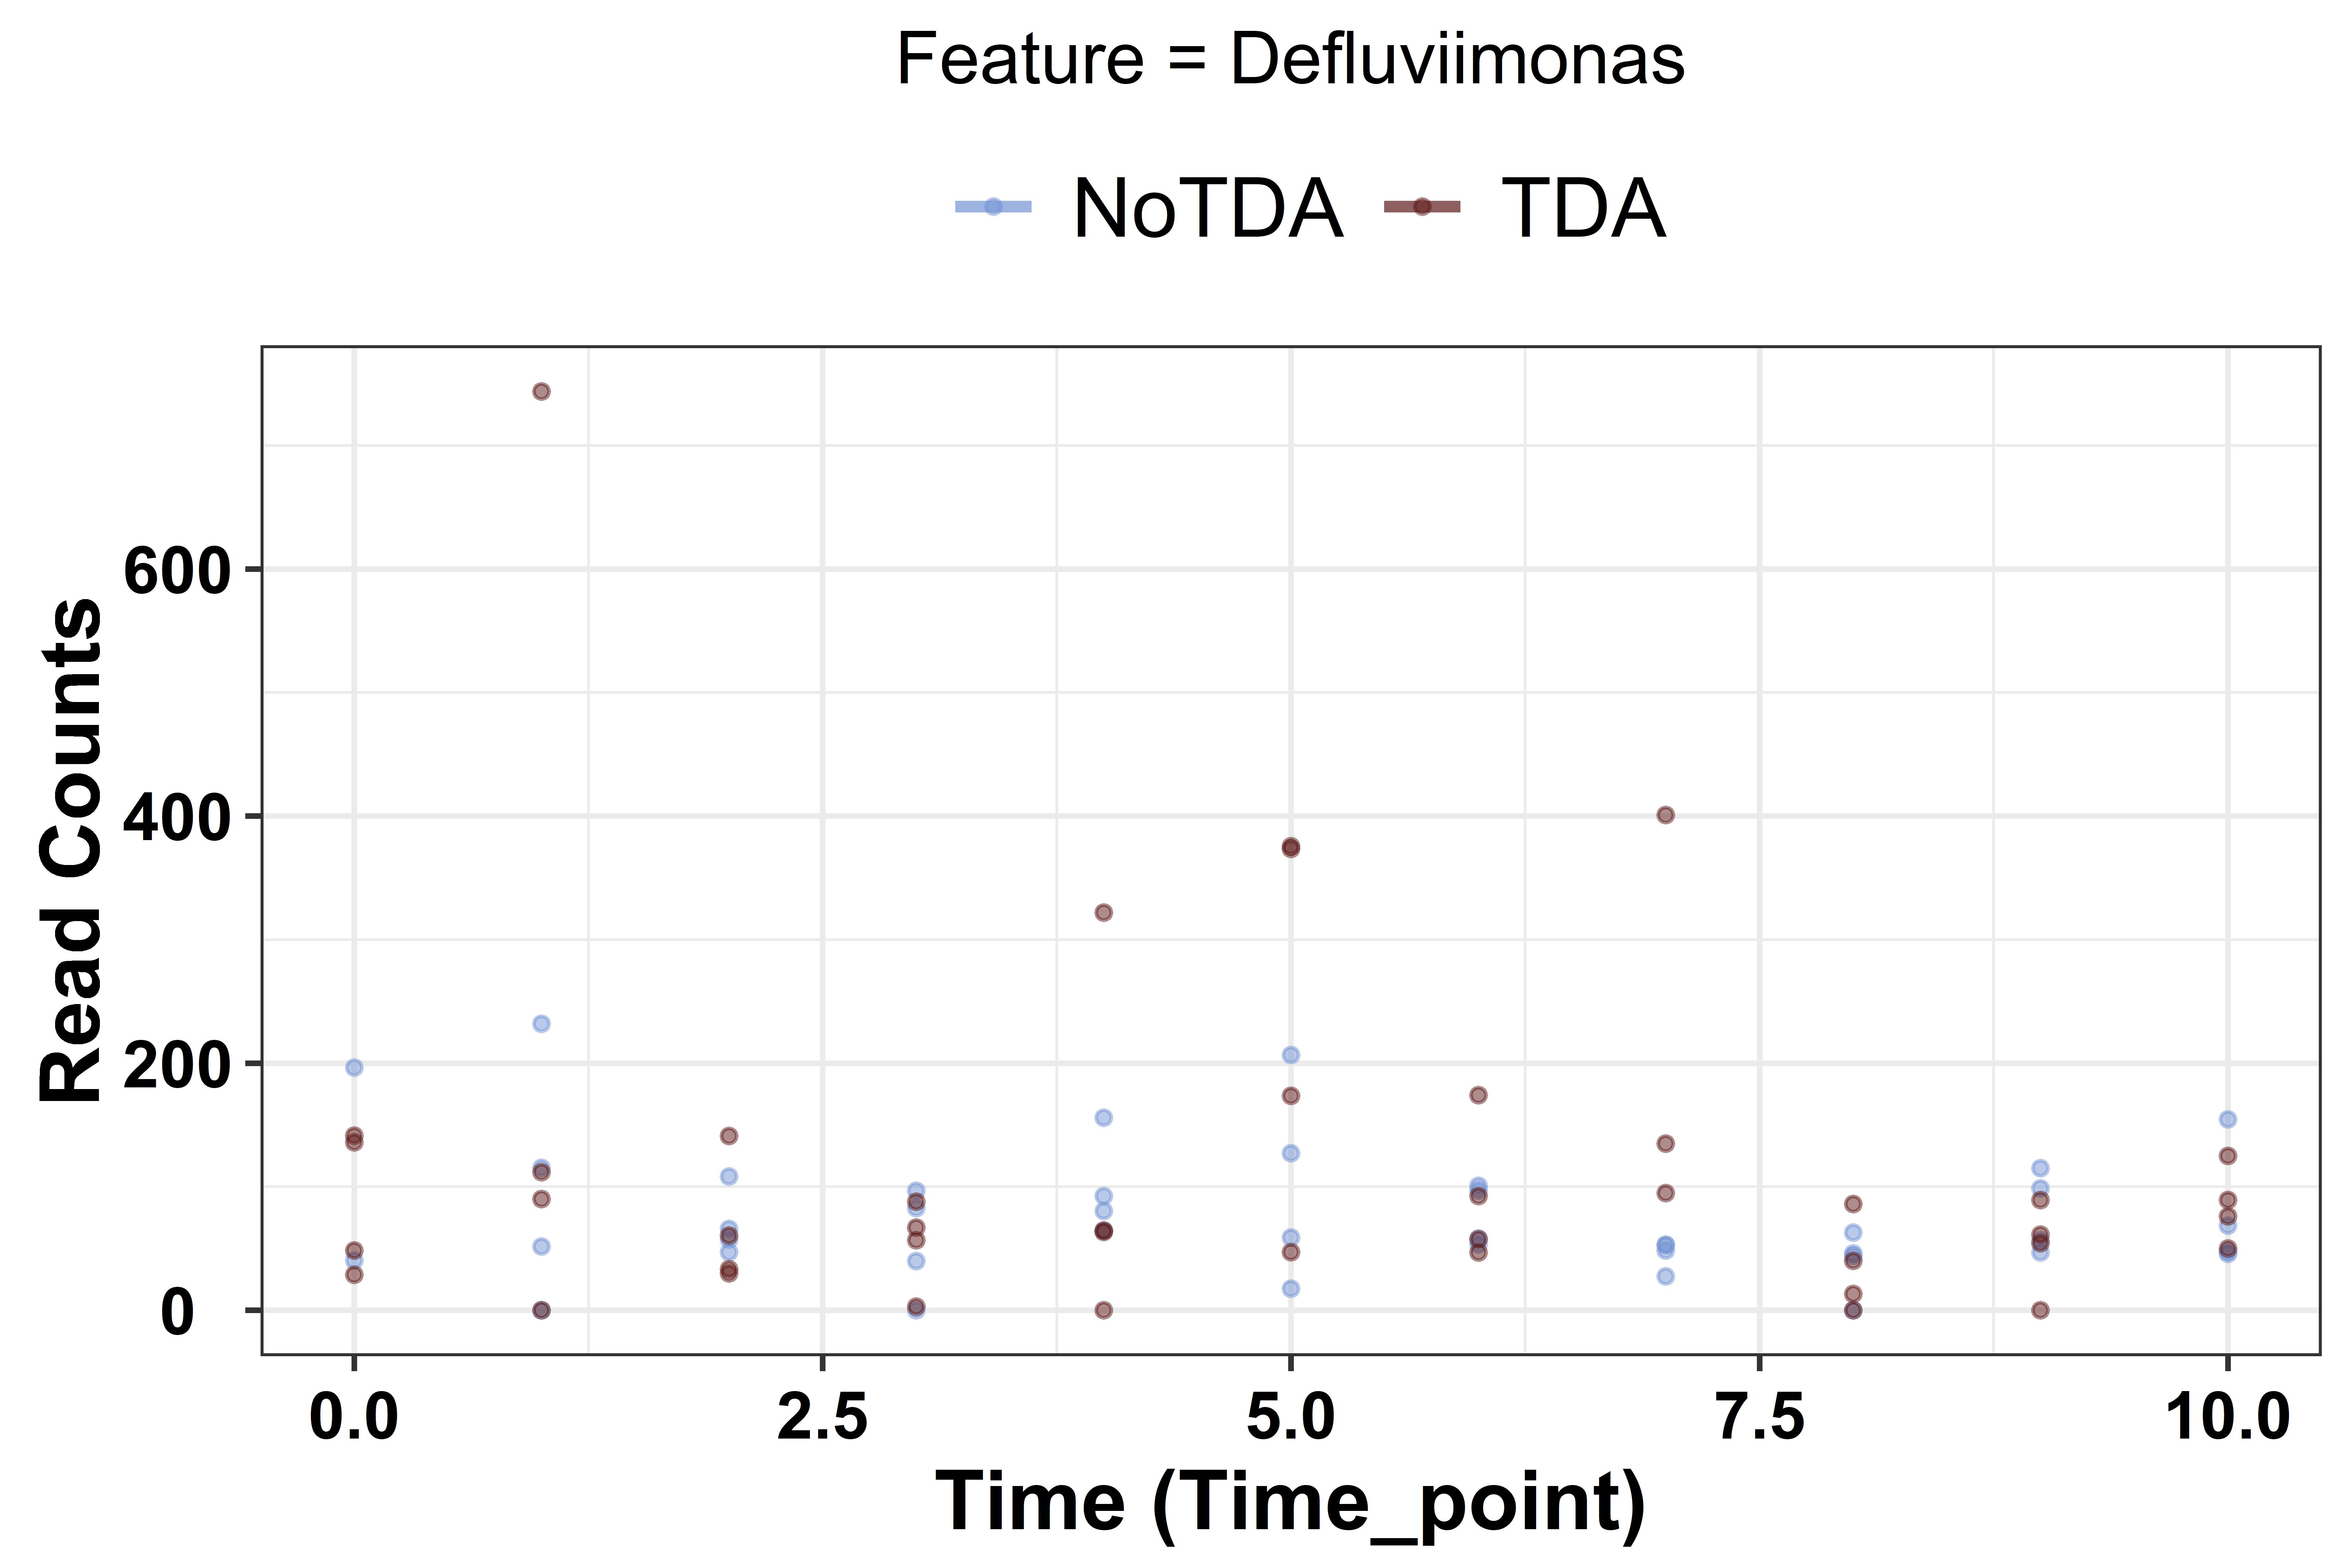 Feature = Defluviimonas
NoTDA TDA
Read Counts
600
400
200
0
0.0 2.5 5.0 7.5 10.0
Time (Time_point)